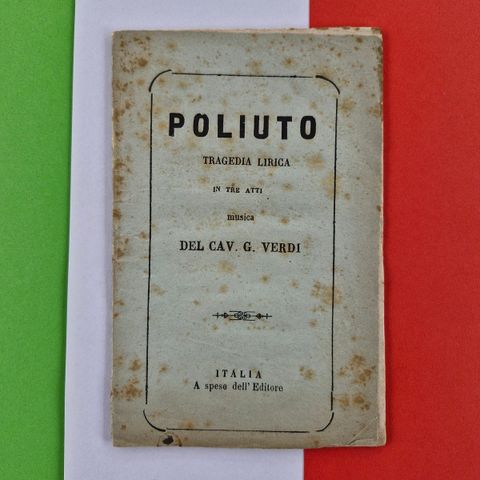 POLIUTO
TRAGEDIA LIRICA
IN TRE ATTI
musica
DEL CAV. G. VERDI
ITALIA
A spese dell' Editore